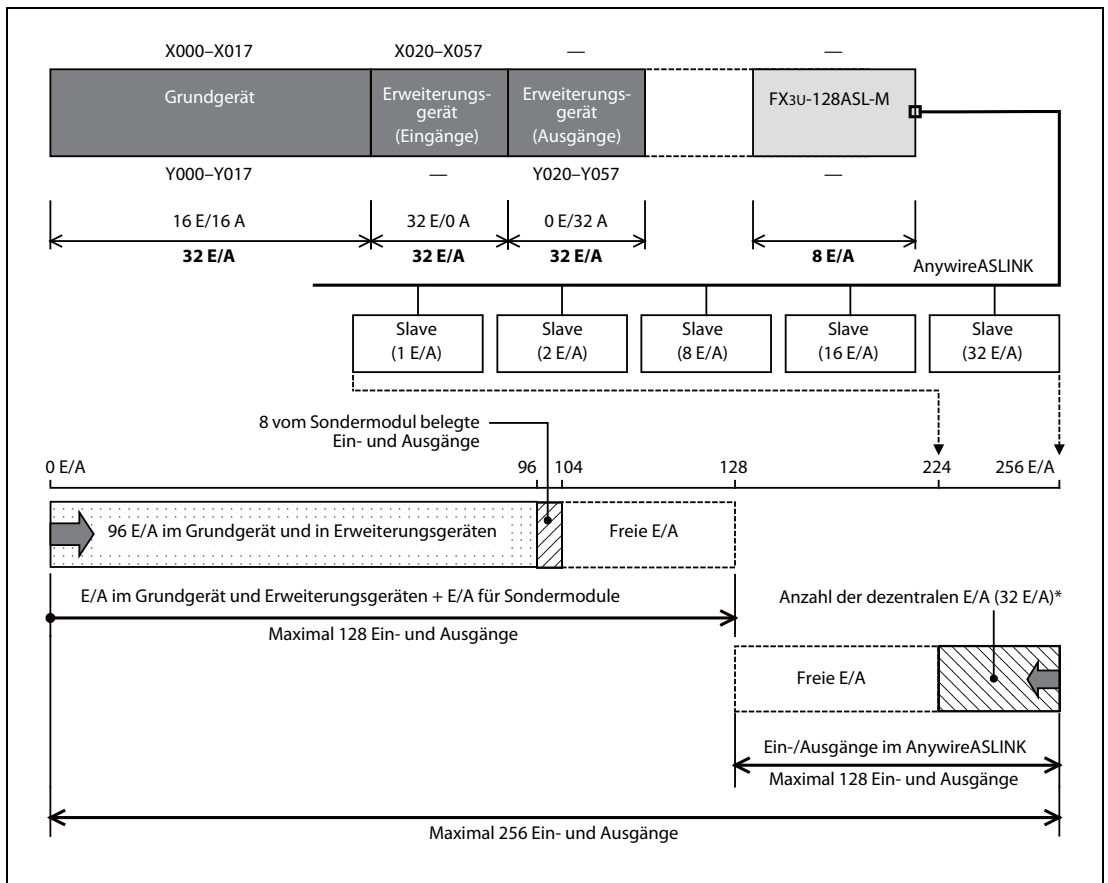 X000–X017 X020–X057 — —
Grundgerät
Erweiterungs-
gerät
(Eingänge)
Erweiterungs-
gerät
(Ausgänge)
FX3U-128ASL-M
Y000–Y017 — Y020–Y057 —
16 E/16 A 32 E/0 A 0 E/32 A
32 E/A 32 E/A 32 E/A 8 E/A
AnywireASLINK
Slave
(1 E/A)
Slave
(2 E/A)
Slave
(8 E/A)
Slave
(16 E/A)
Slave
(32 E/A)
8 vom Sondermodul belegte
Ein- und Ausgänge
0 E/A 96 104 128 224 256 E/A
96 E/A im Grundgerät und in Erweiterungsgeräten
Freie E/A
E/A im Grundgerät und Erweiterungsgeräten + E/A für Sondermodule
Maximal 128 Ein- und Ausgänge
Anzahl der dezentralen E/A (32 E/A)*
Freie E/A
Ein-/Ausgänge im AnywireASLINK
Maximal 128 Ein- und Ausgänge
Maximal 256 Ein- und Ausgänge